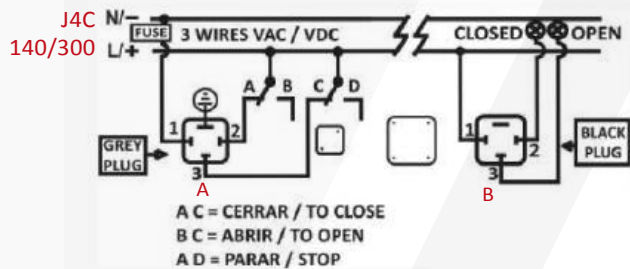 J4C N/-
FUSE 3 WIRES VAC / VDC CLOSED OPEN
140/300 L/+
A B C D
1 2 1 2
GREY PLUG
BLACK PLUG
3 3
A B
A C = CERRAR / TO CLOSE
B C = ABRIR / TO OPEN
A D = PARAR / STOP